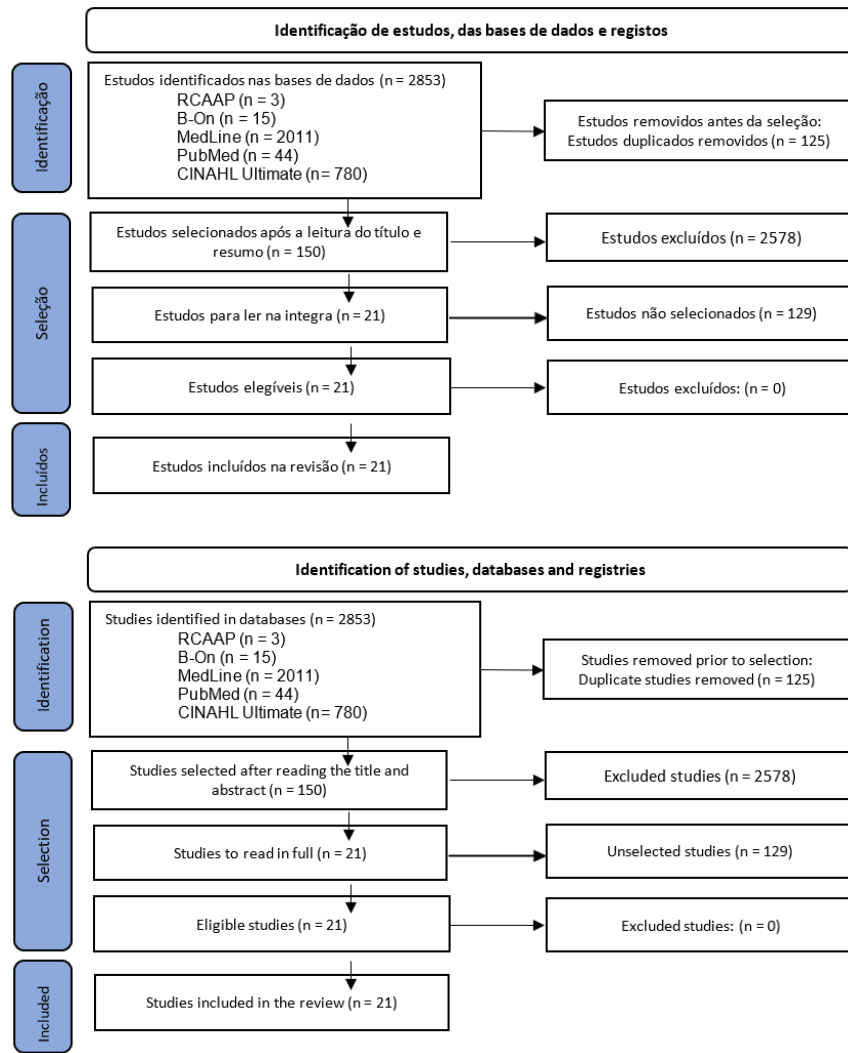 Identificação de estudos, das bases de dados e registos
Identificação
Estudos identificados nas bases de dados (n = 2853)
RCAAP (n = 3)
B-On (n = 15)
MedLine (n = 2011)
PubMed (n = 44)
CINAHL Ultimate (n= 780)
Estudos removidos antes da seleção:
Estudos duplicados removidos (n = 125)
Seleção
Estudos selecionados após a leitura do título e
resumo (n = 150)
Estudos excluídos (n = 2578)
Estudos para ler na integra (n = 21)
Estudos não selecionados (n = 129)
Estudos elegíveis (n = 21)
Estudos excluídos: (n = 0)
Incluídos
Estudos incluídos na revisão (n = 21)
Identification of studies, databases and registries
Identification
Studies identified in databases (n = 2853)
RCAAP (n = 3)
B-On (n = 15)
MedLine (n = 2011)
PubMed (n = 44)
CINAHL Ultimate (n= 780)
Studies removed prior to selection:
Duplicate studies removed (n = 125)
Selection
Studies selected after reading the title and
abstract (n = 150)
Excluded studies (n = 2578)
Studies to read in full (n = 21)
Unselected studies (n = 129)
Eligible studies (n = 21)
Excluded studies: (n = 0)
Included
Studies included in the review (n = 21)